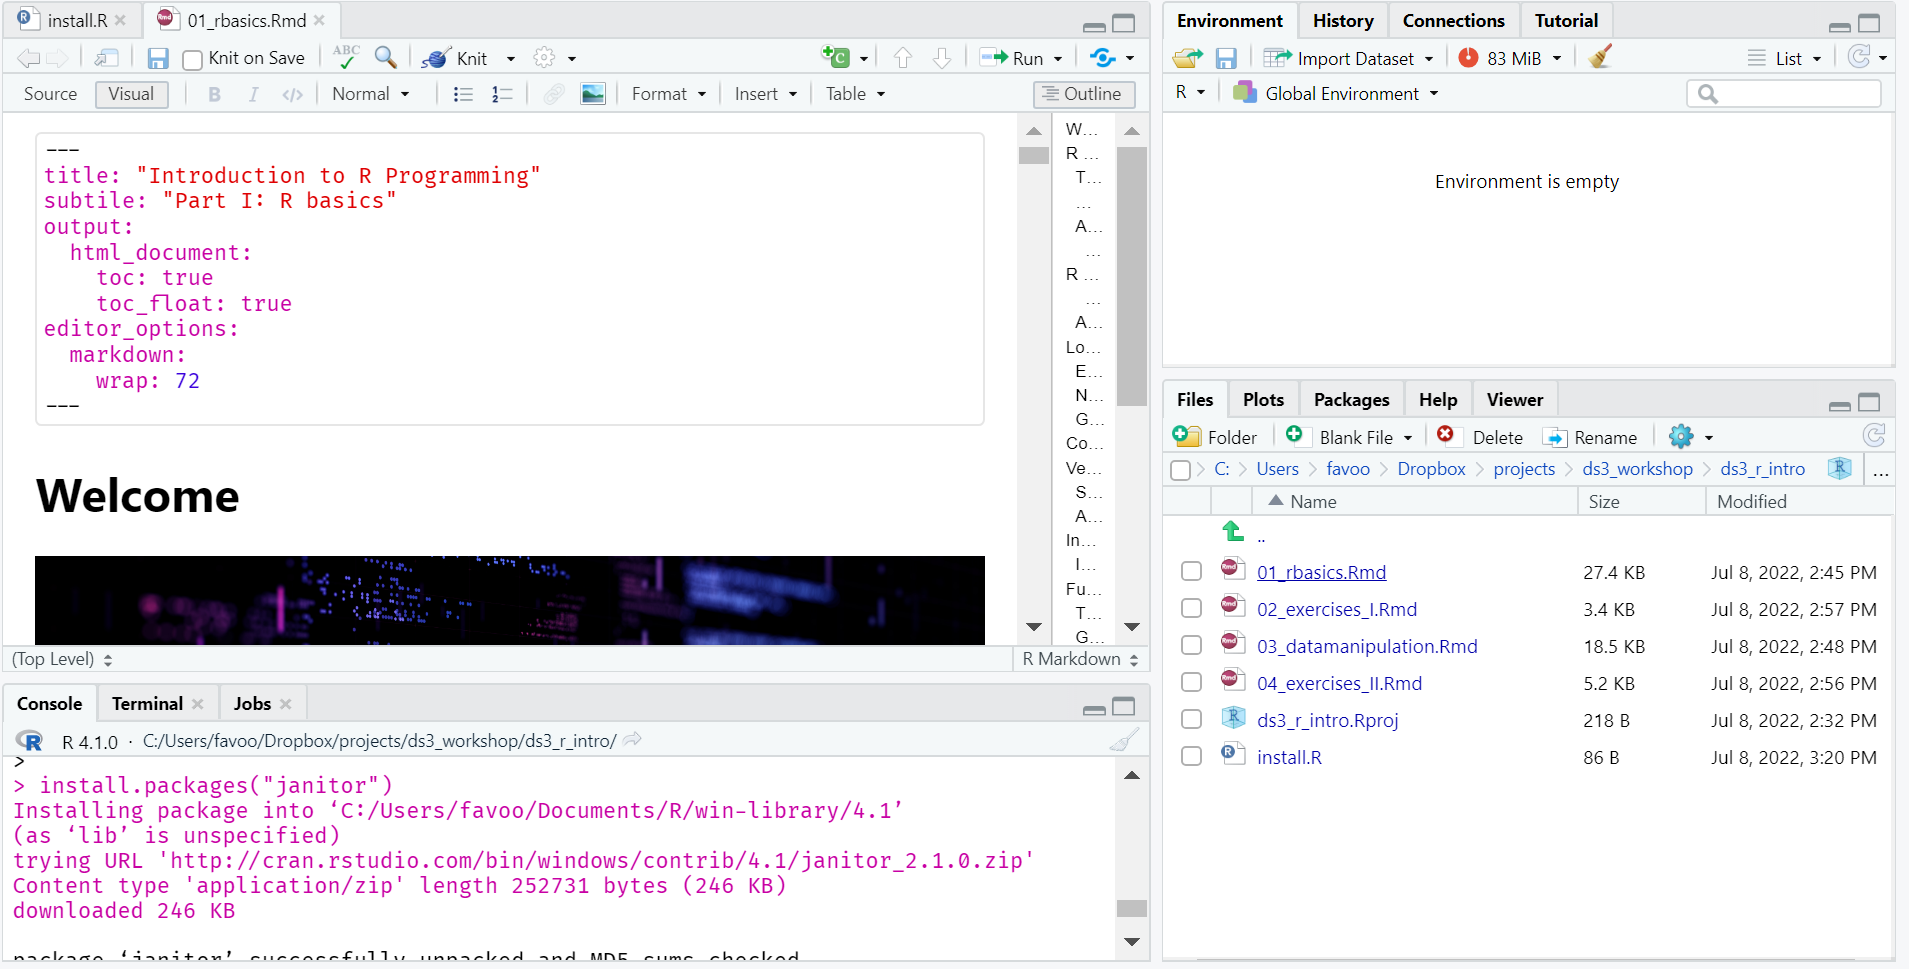 install.R
01_rbasics.Rmd
Knit on Save
ABC
Knit
Run
Source
Visual
B
I
</>
Normal
Format
Insert
Table
Outline
---
title: "Introduction to R Programming"
subtile: "Part I: R basics"
output:
html_document:
toc: true
toc_float: true
editor_options:
markdown:
wrap: 72
---
Welcome
W...
R ...
T...
...
A...
...
R ...
...
A...
Lo...
E...
N...
G...
Co...
Ve...
S...
A...
In...
I...
Fu...
T...
G...
(Top Level)
R Markdown
Console
Terminal
Jobs
R 4.1.0 · C:/Users/favoo/Dropbox/projects/ds3_workshop/ds3_r_intro/
>
> install.packages("janitor")
Installing package into ‘C:/Users/favoo/Documents/R/win-library/4.1’
(as ‘lib’ is unspecified)
trying URL 'http://cran.rstudio.com/bin/windows/contrib/4.1/janitor_2.1.0.zip'
Content type 'application/zip' length 252731 bytes (246 KB)
downloaded 246 KB
package ‘janitor’ successfully unpacked and MD5 sums checked
Environment
History
Connections
Tutorial
Import Dataset
83 MiB
List
R
Global Environment
Environment is empty
Files
Plots
Packages
Help
Viewer
Folder
Blank File
Delete
Rename
C: > Users > favoo > Dropbox > projects > ds3_workshop > ds3_r_intro
...
Name Size Modified
..
01_rbasics.Rmd 27.4 KB Jul 8, 2022, 2:45 PM
02_exercises_I.Rmd 3.4 KB Jul 8, 2022, 2:57 PM
03_datamanipulation.Rmd 18.5 KB Jul 8, 2022, 2:48 PM
04_exercises_II.Rmd 5.2 KB Jul 8, 2022, 2:56 PM
ds3_r_intro.Rproj 218 B Jul 8, 2022, 2:32 PM
install.R 86 B Jul 8, 2022, 3:20 PM